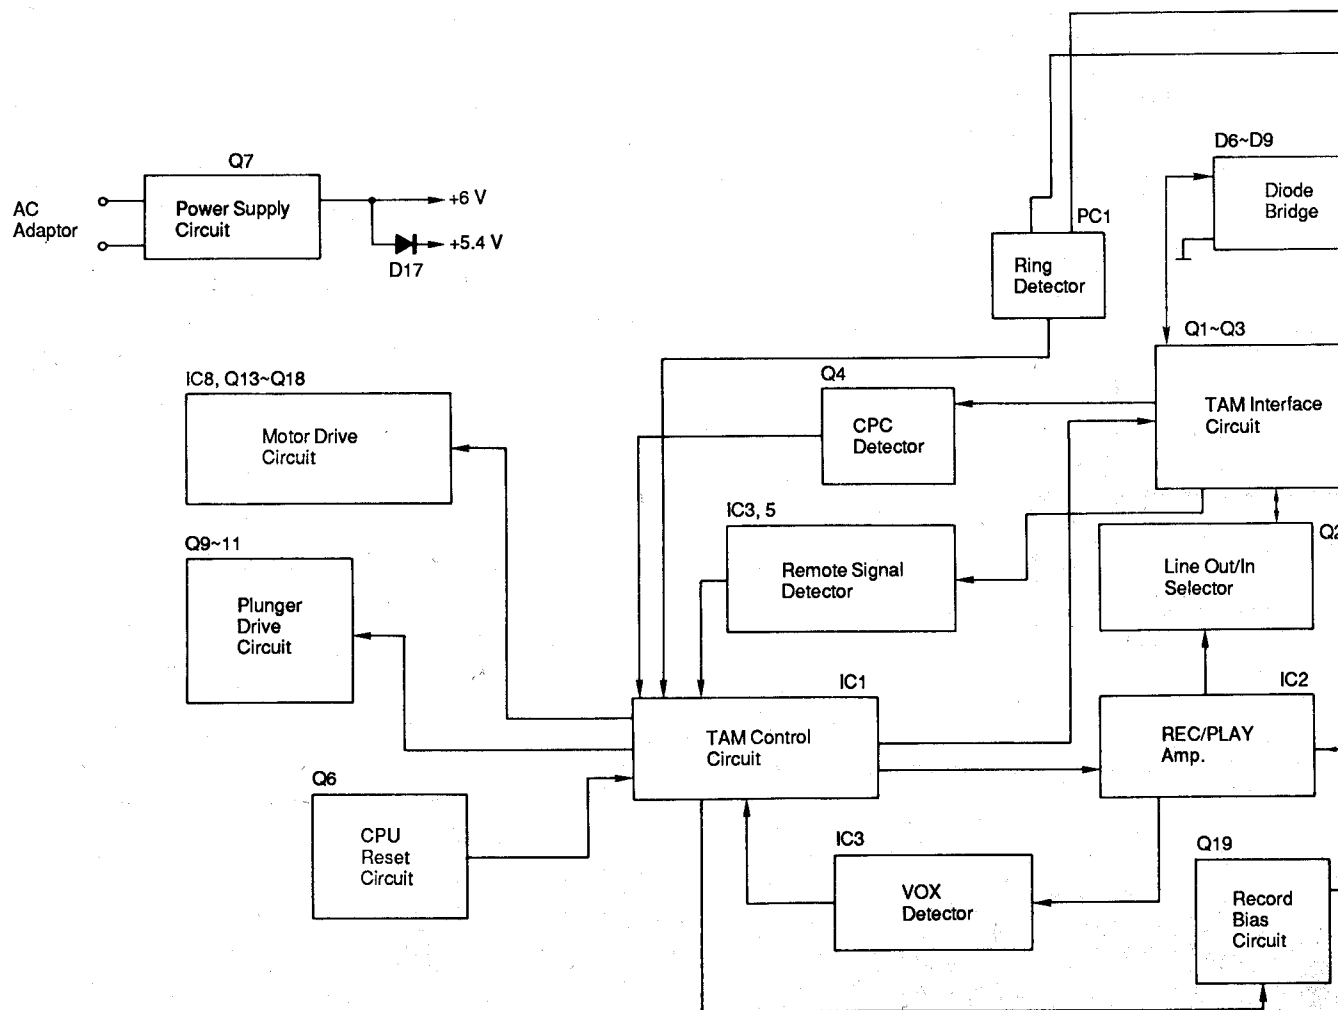 D6~D9
Diode
Bridge
Q7
AC
Adaptor
Power Supply
Circuit
+6 V
+5.4 V
D17
PC1
Ring
Detector
Q1~Q3
TAM Interface
Circuit
IC8, Q13~Q18
Motor Drive
Circuit
Q4
CPC
Detector
IC3, 5
Remote Signal
Detector
Q2
Line Out/In
Selector
Q9~11
Plunger
Drive
Circuit
IC1
TAM Control
Circuit
IC2
REC/PLAY
Amp.
Q6
CPU
Reset
Circuit
IC3
VOX
Detector
Q19
Record
Bias
Circuit